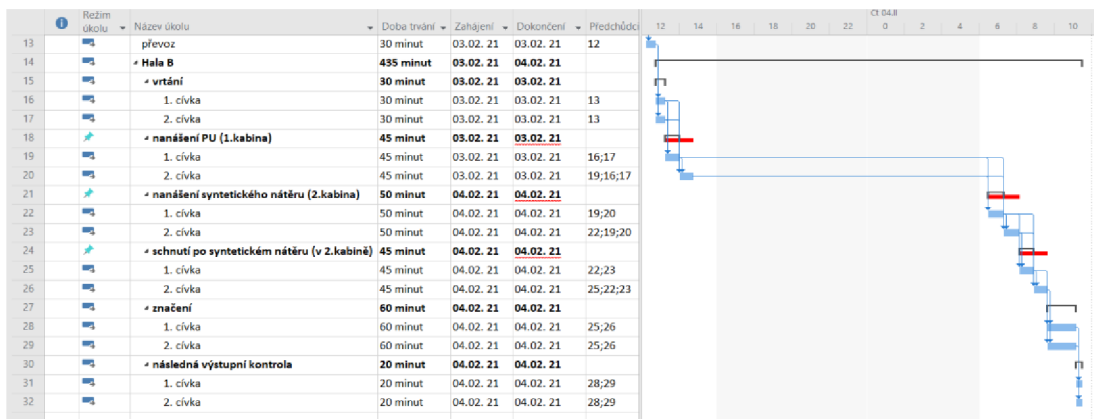 Čt 04.II
Režim úkolu Název úkolu Doba trvání Zahájení Dokončení Předchůdci 12 14 16 18 20 22 0 2 4 6 8 10
13 převoz 30 minut 03.02. 21 03.02. 21 12
14 Hala B 435 minut 03.02. 21 04.02. 21
15 vrtání 30 minut 03.02. 21 03.02. 21
16 1. cívka 30 minut 03.02. 21 03.02. 21 13
17 2. cívka 30 minut 03.02. 21 03.02. 21 13
18 nanášení PU (1.kabina) 45 minut 03.02. 21 03.02. 21
19 1. cívka 45 minut 03.02. 21 03.02. 21 16;17
20 2. cívka 45 minut 03.02. 21 03.02. 21 19;16;17
21 nanášení syntetického nátěru (2.kabina) 50 minut 04.02. 21 04.02. 21
22 1. cívka 50 minut 04.02. 21 04.02. 21 19;20
23 2. cívka 50 minut 04.02. 21 04.02. 21 22;19;20
24 schnutí po syntetickém nátěru (v 2.kabině) 45 minut 04.02. 21 04.02. 21
25 1. cívka 45 minut 04.02. 21 04.02. 21 22;23
26 2. cívka 45 minut 04.02. 21 04.02. 21 25;22;23
27 značení 60 minut 04.02. 21 04.02. 21
28 1. cívka 60 minut 04.02. 21 04.02. 21 25;26
29 2. cívka 60 minut 04.02. 21 04.02. 21 25;26
30 následná výstupní kontrola 20 minut 04.02. 21 04.02. 21
31 1. cívka 20 minut 04.02. 21 04.02. 21 28;29
32 2. cívka 20 minut 04.02. 21 04.02. 21 28;29